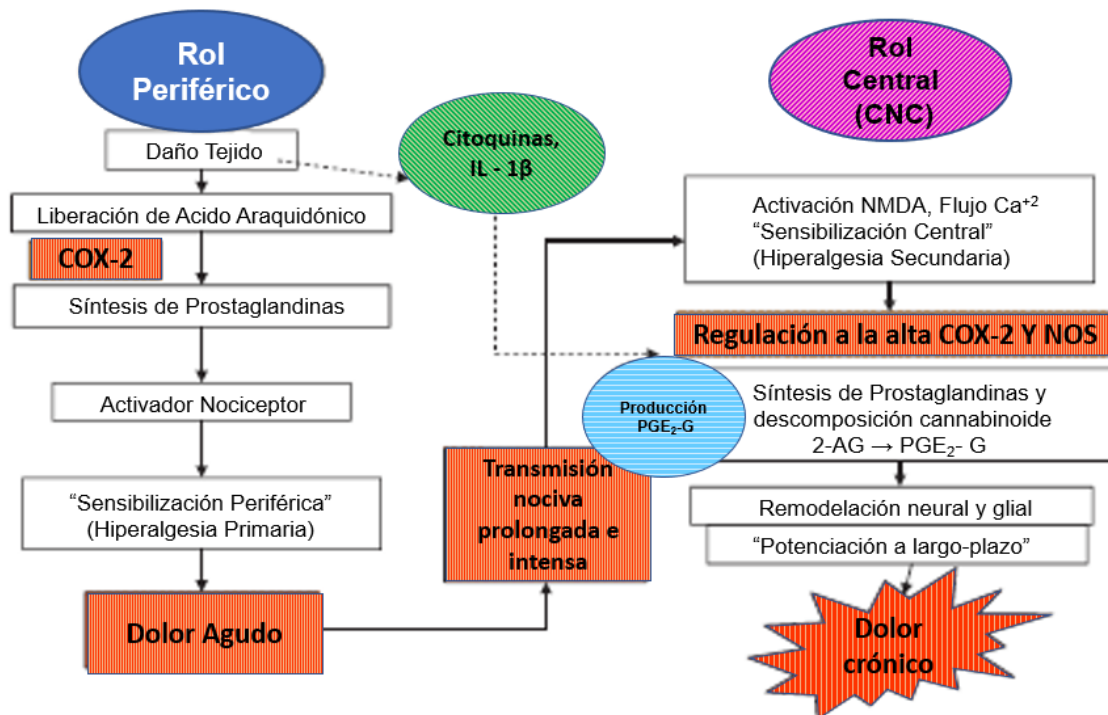 Rol
Periférico
Daño Tejido
Liberación de Acido Araquidónico
COX-2
Síntesis de Prostaglandinas
Activador Nociceptor
“Sensibilización Periférica”
(Hiperalgesia Primaria)
Dolor Agudo
Citoquinas,
IL - 1β
Transmisión
nociva
prolongada e
intensa
Rol
Central
(CNC)
Activación NMDA, Flujo Ca⁺²
“Sensibilización Central”
(Hiperalgesia Secundaria)
Regulación a la alta COX-2 Y NOS
Producción
PGE₂-G
Síntesis de Prostaglandinas y
descomposición cannabinoide
2-AG → PGE₂- G
Remodelación neural y glial
“Potenciación a largo-plazo”
Dolor
crónico